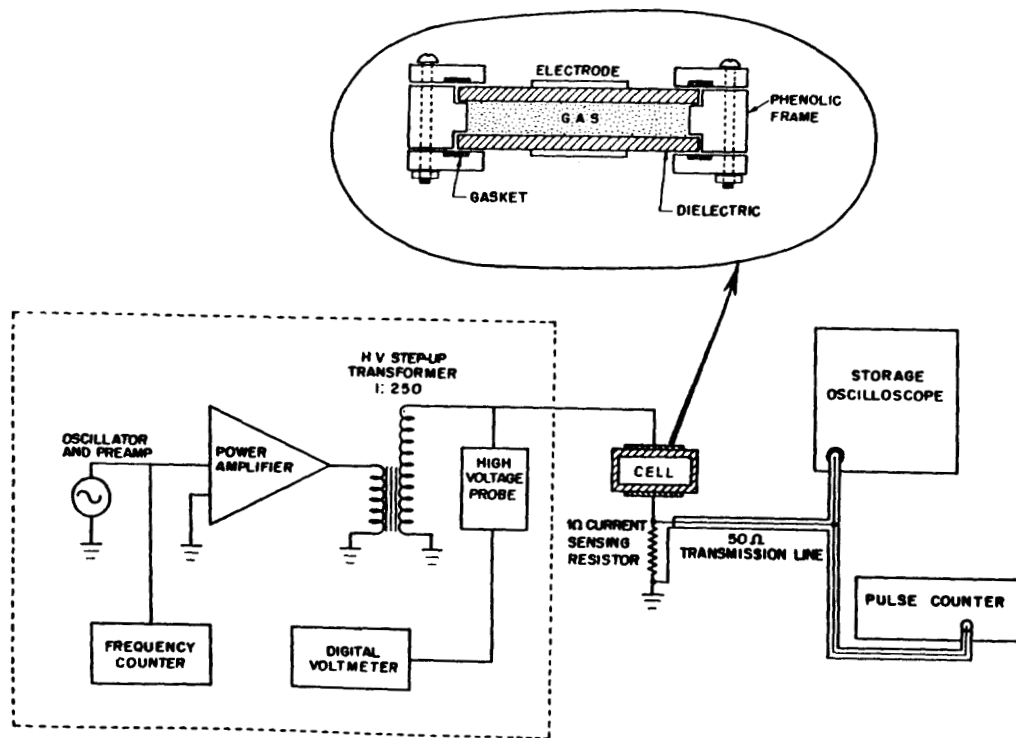 ELECTRODE
GAS
PHENOLIC
FRAME
GASKET
DIELECTRIC
H V STEP-UP
TRANSFORMER
1: 250
OSCILLATOR
AND PREAMP
POWER
AMPLIFIER
HIGH
VOLTAGE
PROBE
CELL
STORAGE
OSCILLOSCOPE
1Ω CURRENT
SENSING
RESISTOR
50 Ω
TRANSMISSION LINE
PULSE COUNTER
FREQUENCY
COUNTER
DIGITAL
VOLTMETER